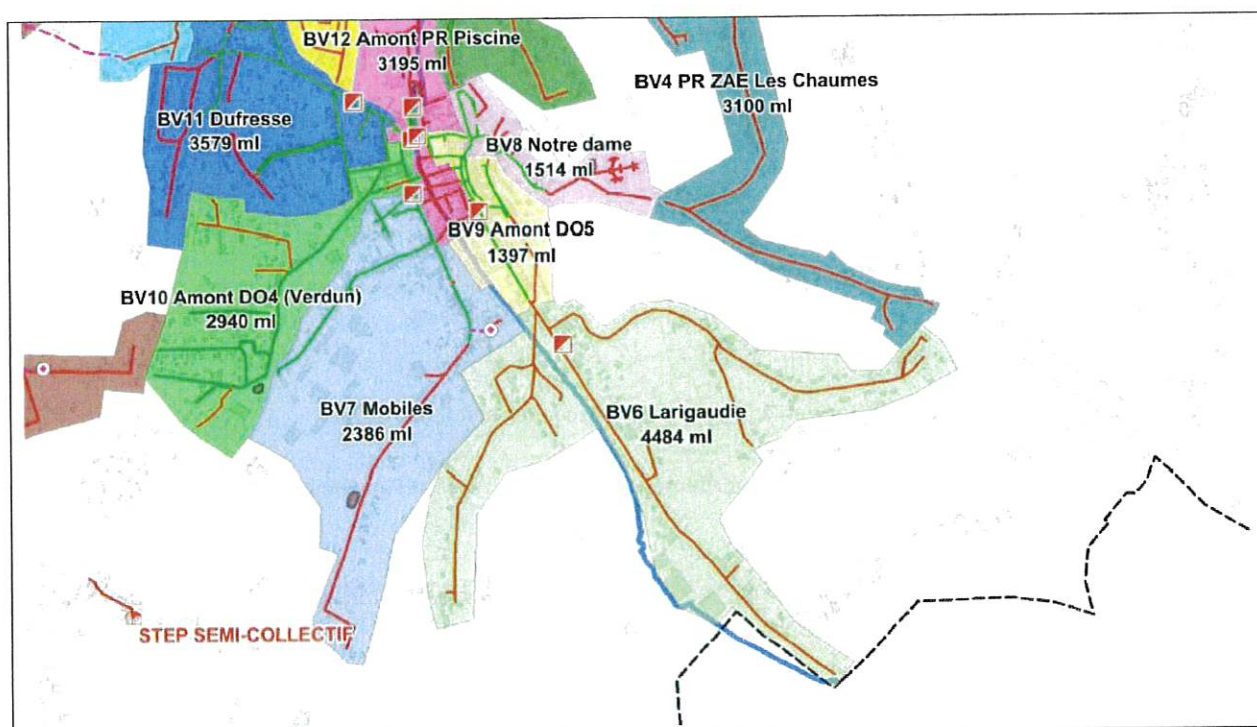 BV12 Amont PR Piscine
3195 ml
BV4 PR ZAE Les Chaumes
3100 ml
BV11 Dufresse
3579 ml
BV8 Notre dame
1514 ml
BV9 Amont DO5
1397 ml
BV10 Amont DO4 (Verdun)
2940 ml
BV7 Mobiles
2386 ml
BV6 Larigaudie
4484 ml
STEP SEMI-COLLECTIF